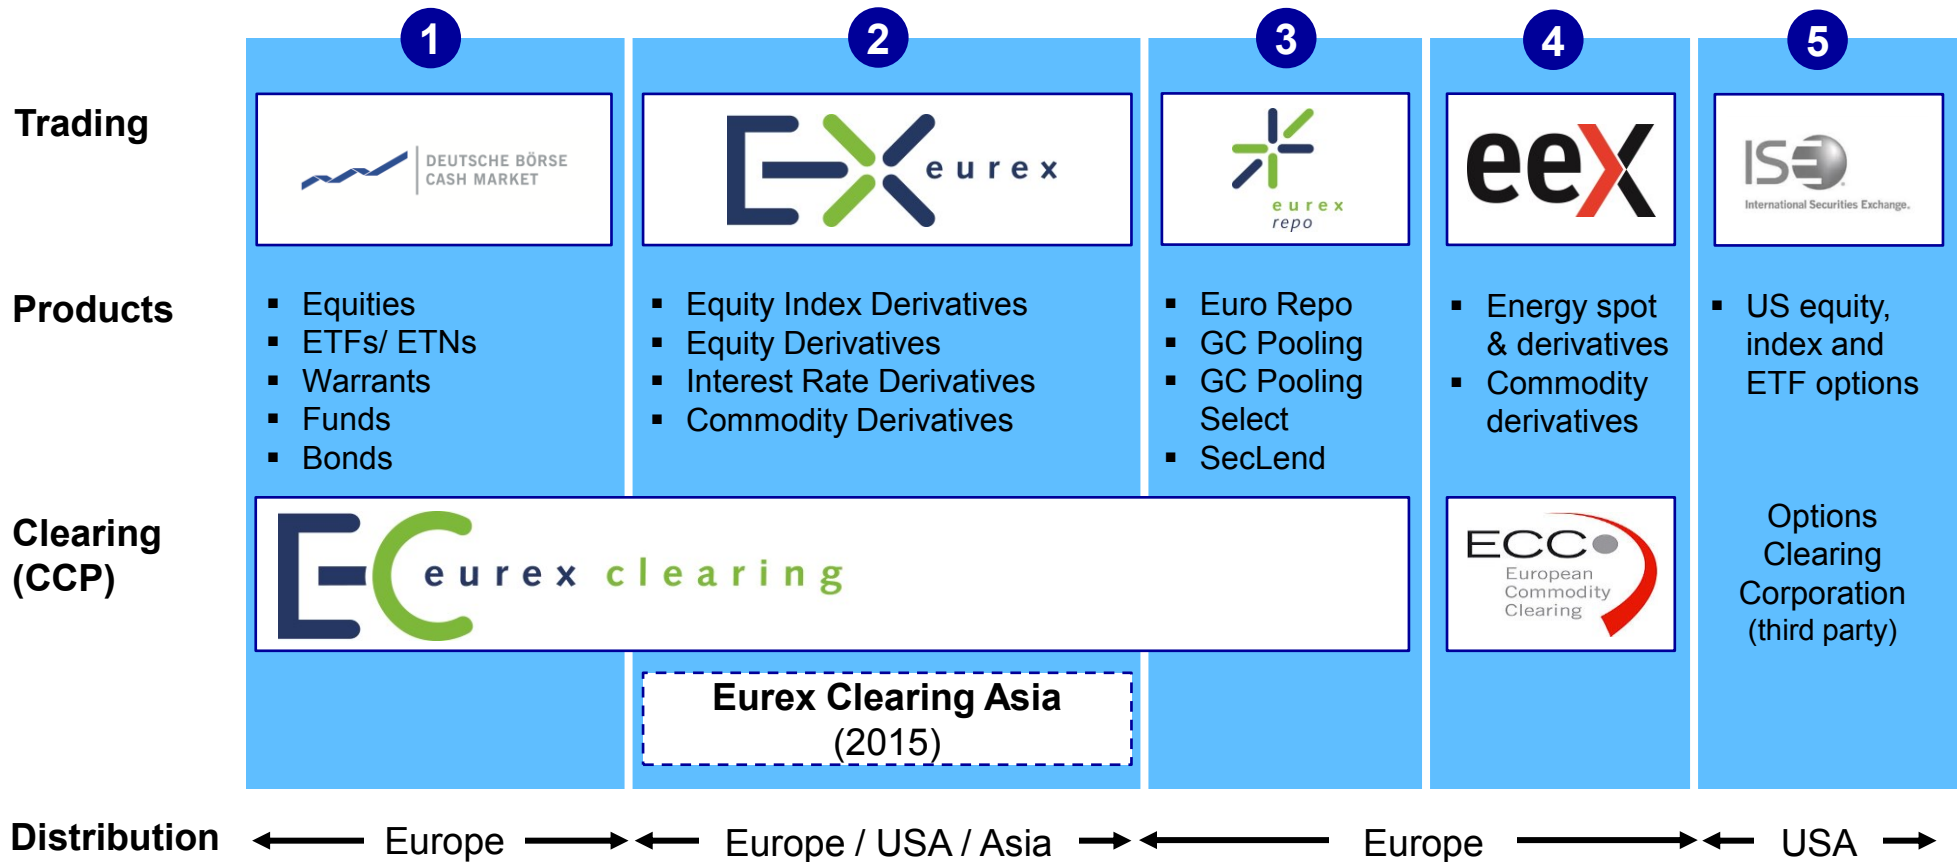 1
2
3
4
5
Trading
DEUTSCHE BÖRSE
CASH MARKET
EX eurex
eurex
repo
eex
ISE
International Securities Exchange.
Products
▪ Equities
▪ ETFs/ ETNs
▪ Warrants
▪ Funds
▪ Bonds
▪ Equity Index Derivatives
▪ Equity Derivatives
▪ Interest Rate Derivatives
▪ Commodity Derivatives
▪ Euro Repo
▪ GC Pooling
▪ GC Pooling
Select
▪ SecLend
▪ Energy spot
& derivatives
▪ Commodity
derivatives
▪ US equity,
index and
ETF options
Clearing
(CCP)
EC eurex clearing
ECC
European
Commodity
Clearing
Options
Clearing
Corporation
(third party)
Eurex Clearing Asia
(2015)
Distribution
Europe
Europe / USA / Asia
Europe
USA